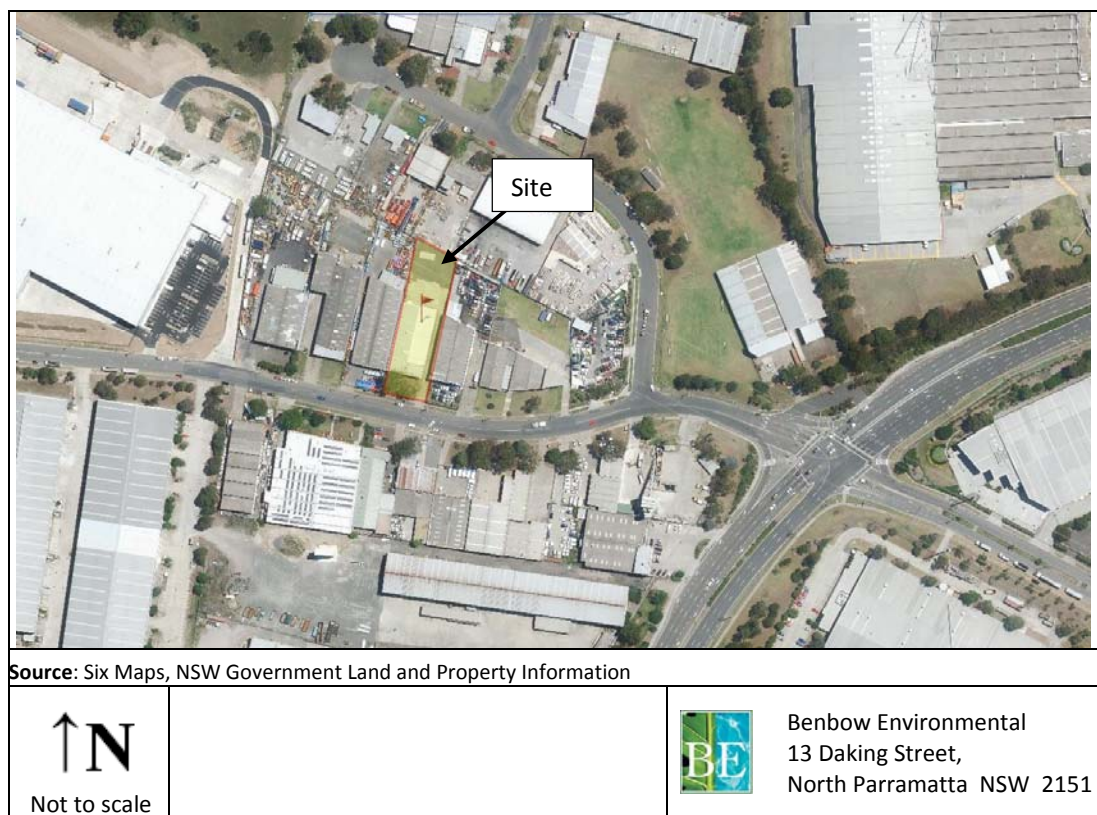 Site
Source: Six Maps, NSW Government Land and Property Information
↑N
Not to scale
BE
Benbow Environmental
13 Daking Street,
North Parramatta NSW 2151